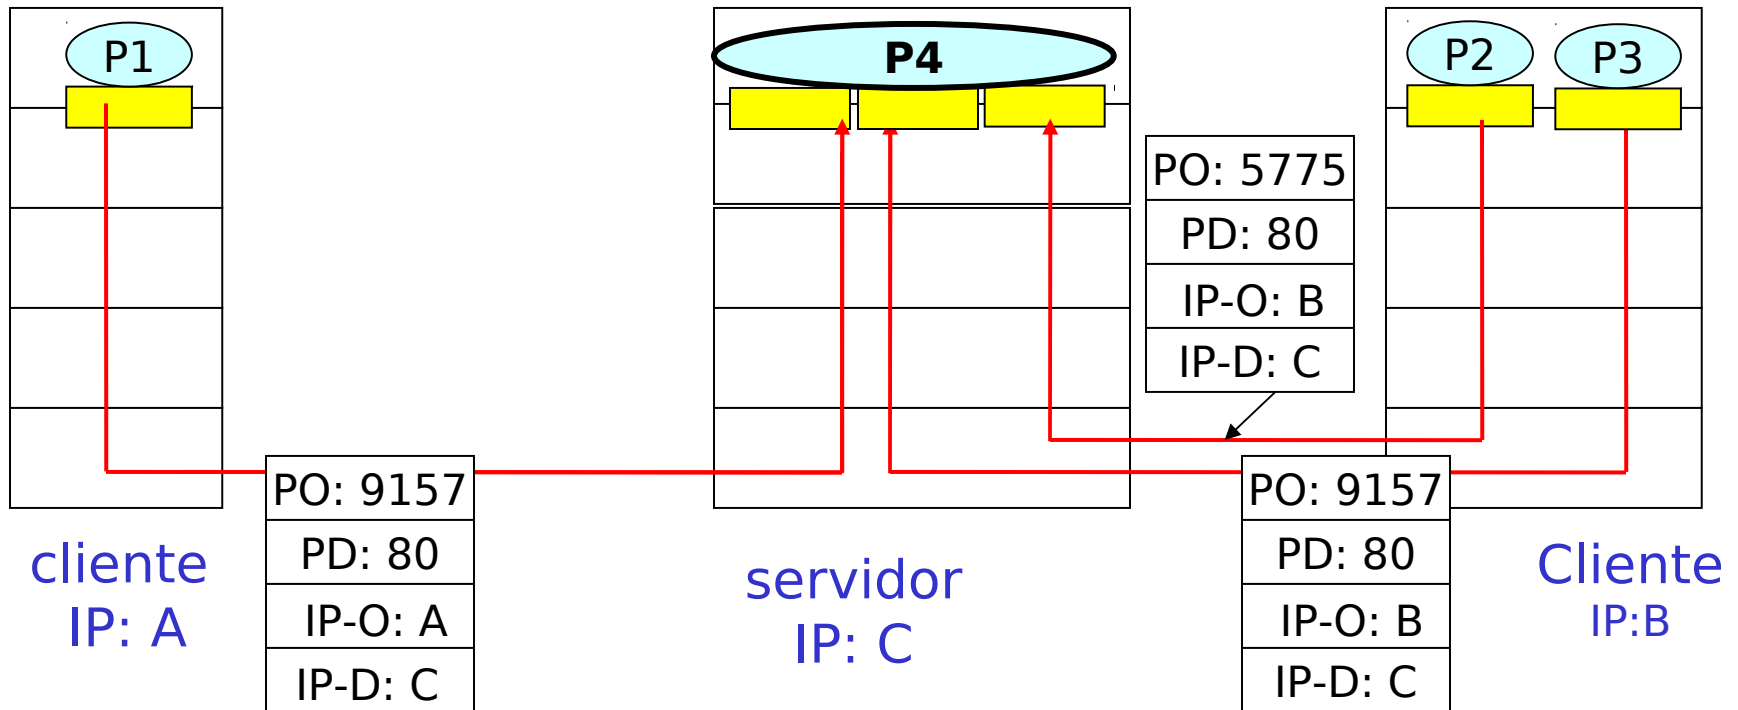 P1
P4
P2
P3
PO: 5775
PD: 80
IP-O: B
IP-D: C
PO: 9157
PD: 80
IP-O: A
IP-D: C
PO: 9157
PD: 80
IP-O: B
IP-D: C
cliente
IP: A
servidor
IP: C
Cliente
IP:B